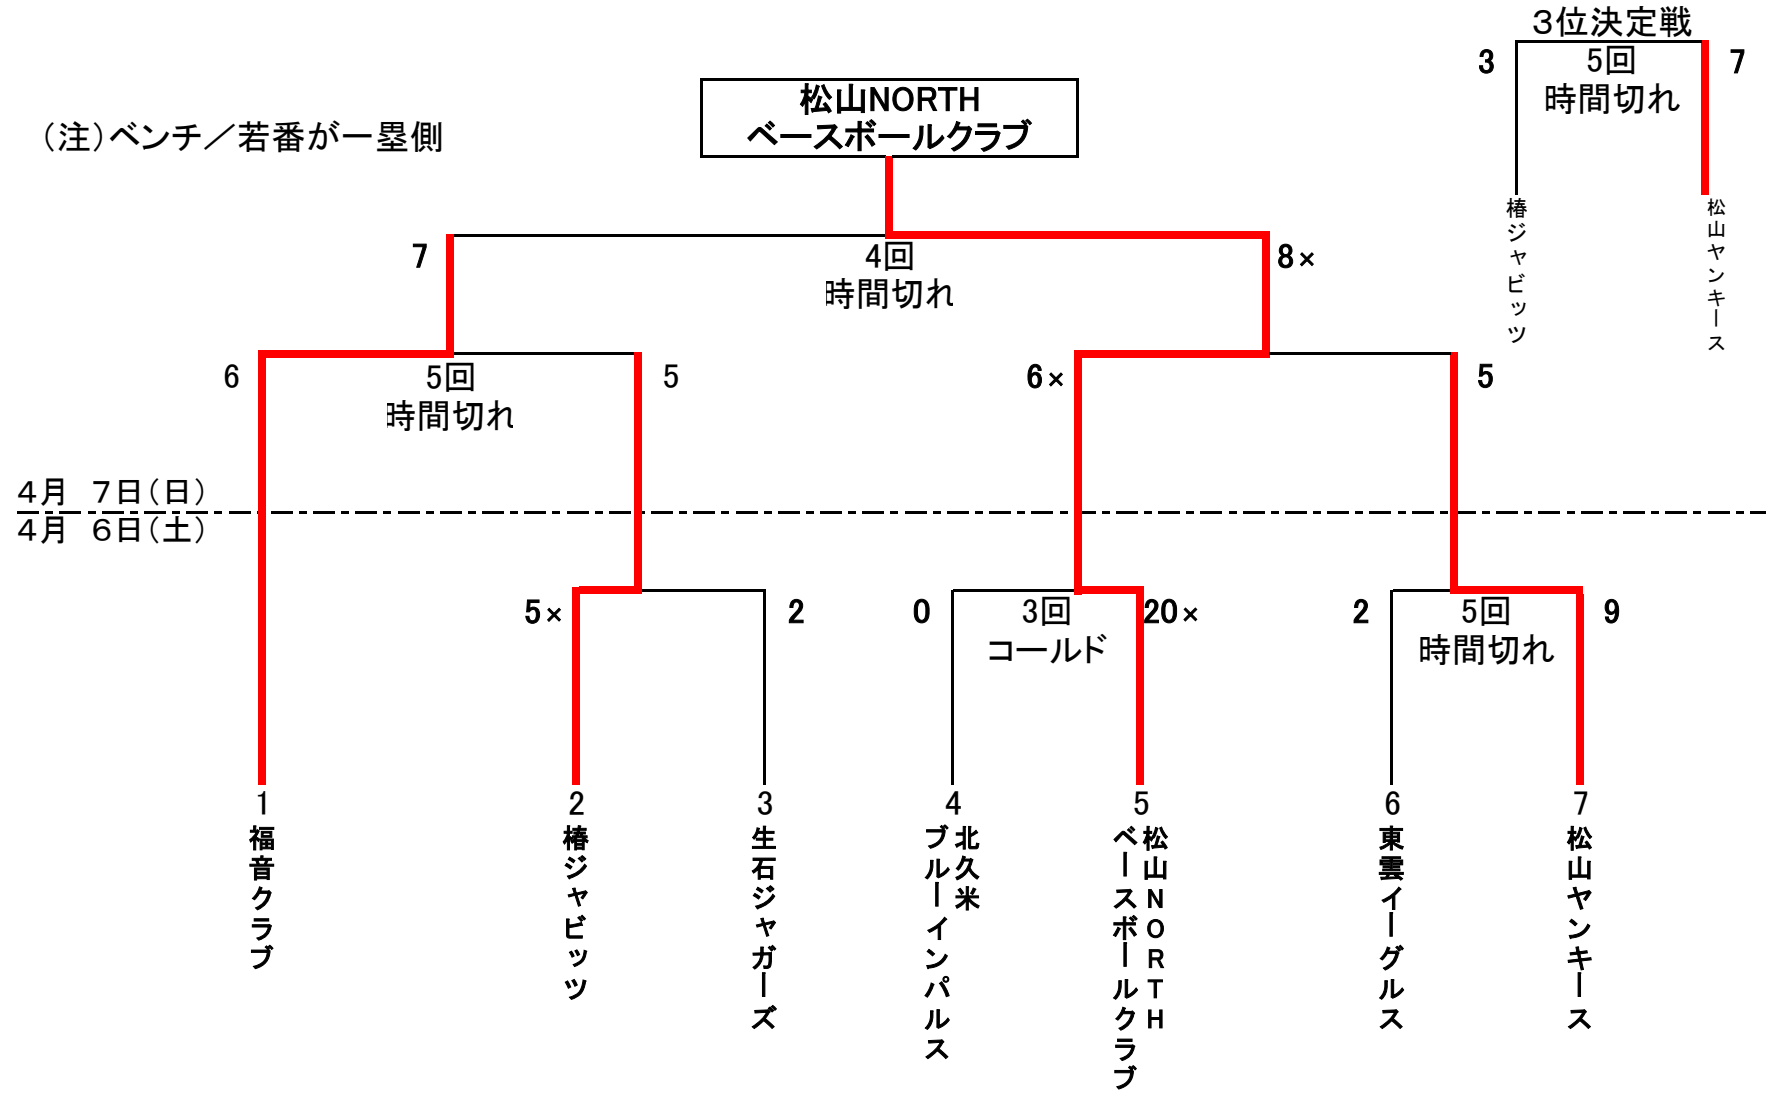 3位決定戦
3
5回
7
時間切れ
松山NORTH
ベースボールクラブ
（注）ベンチ／若番が一塁側
椿ジャビッツ
松山ヤンキース
7
4回
8×
時間切れ
6
5回
5
時間切れ
6×
5
4月　7日（日）
4月　6日（土）
5×
2
0
3回
20×
コールド
2
5回
9
時間切れ
1
福音クラブ
2
椿ジャビッツ
3
生石ジャガーズ
4
北久米
ブルーインパルス
5
松山NORTH
ベースボールクラブ
6
東雲イーグルス
7
松山ヤンキース